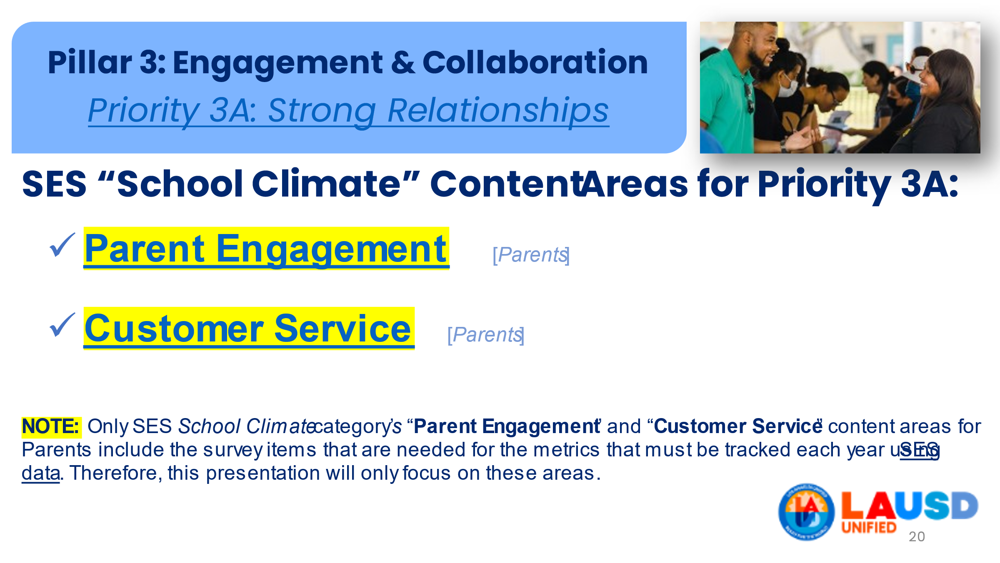 Pillar 3: Engagement & Collaboration
Priority 3A: Strong Relationships
SES “School Climate” Content Areas for Priority 3A:
✓ Parent Engagement [Parents]
✓ Customer Service [Parents]
NOTE: Only SES School Climate category’s “Parent Engagement” and “Customer Service” content areas for
Parents include the survey items that are needed for the metrics that must be tracked each year using SES
data. Therefore, this presentation will only focus on these areas.
LAUSD
UNIFIED
20